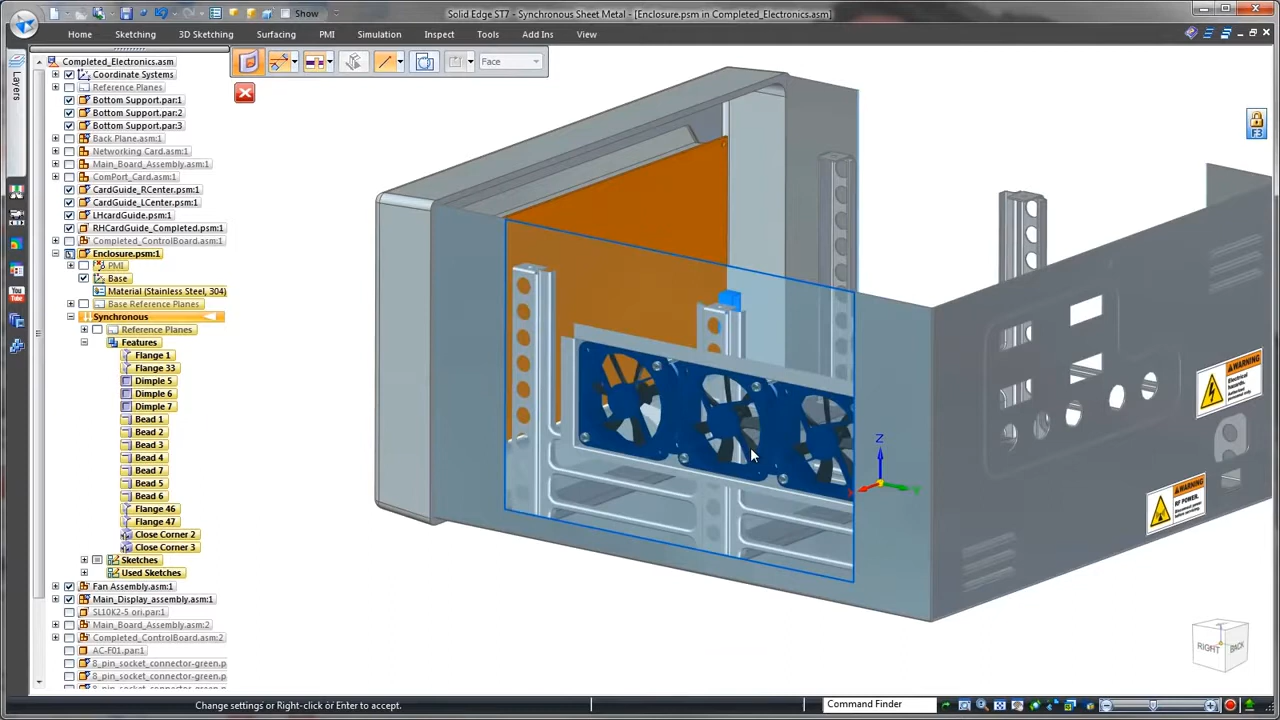 Show
Solid Edge ST7 - Synchronous Sheet Metal - [Enclosure.psm in Completed_Electronics.asm]
Home Sketching 3D Sketching Surfacing PMI Simulation Inspect Tools Add Ins View
Face
Layers
F3
Completed_Electronics.asm
Coordinate Systems
Reference Planes
Bottom Support.par:1
Bottom Support.par:2
Bottom Support.par:3
Back Plane.asm:1
Networking Card.asm:1
Main_Board_Assembly.asm:1
ComPort_Card.asm:1
CardGuide_RCenter.psm:1
CardGuide_LCenter.psm:1
LHcardGuide.psm:1
RHCardGuide_Completed.psm:1
Completed_ControlBoard.asm:1
Enclosure.psm:1
PMI
Base
Material (Stainless Steel, 304)
Base Reference Planes
Synchronous
Reference Planes
Features
Flange 1
Flange 33
Dimple 5
Dimple 6
Dimple 7
Bead 1
Bead 2
Bead 3
Bead 4
Bead 7
Bead 5
Bead 6
Flange 46
Flange 47
Close Corner 2
Close Corner 3
Sketches
Used Sketches
Fan Assembly.asm:1
Main_Display_assembly.asm:1
SL10K2-5 ori.par:1
Main_Board_Assembly.asm:2
Completed_ControlBoard.asm:2
AC-F01.par:1
8_pin_socket_connector-green.p
8_pin_socket_connector-green.p
You
Tube
Z
WARNING
Electrical
WARNING
RF POWER.
RIGHT BACK
Change settings or Right-click or Enter to accept.
Command Finder